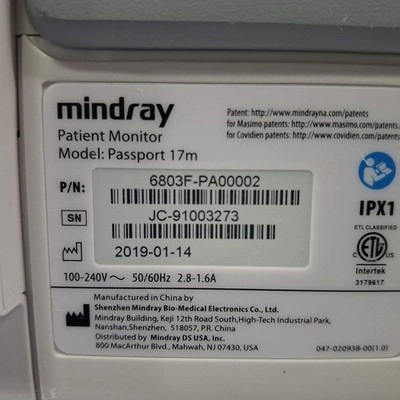 mindray
Patent: http://www.mindrayna.com/patents
for Masimo patents: http://www.masimo.com/patents
for Covidien patents: http://www.covidien.com/patents
Patient Monitor
Model: Passport 17m
P/N: 6803F-PA00002
SN JC-91003273
2019-01-14
IPX1
ETL CLASSIFIED
ETL
Intertek
3179617
100-240V～ 50/60Hz 2.8-1.6A
Manufactured in China by
Shenzhen Mindray Bio-Medical Electronics Co., Ltd.
Mindray Building, Keji 12th Road South,High-Tech Industrial Park,
Nanshan,Shenzhen, 518057, P.R. China
Distributed by Mindray DS USA, Inc.
800 MacArthur Blvd., Mahwah, NJ 07430, USA
047-020938-00(1.0)